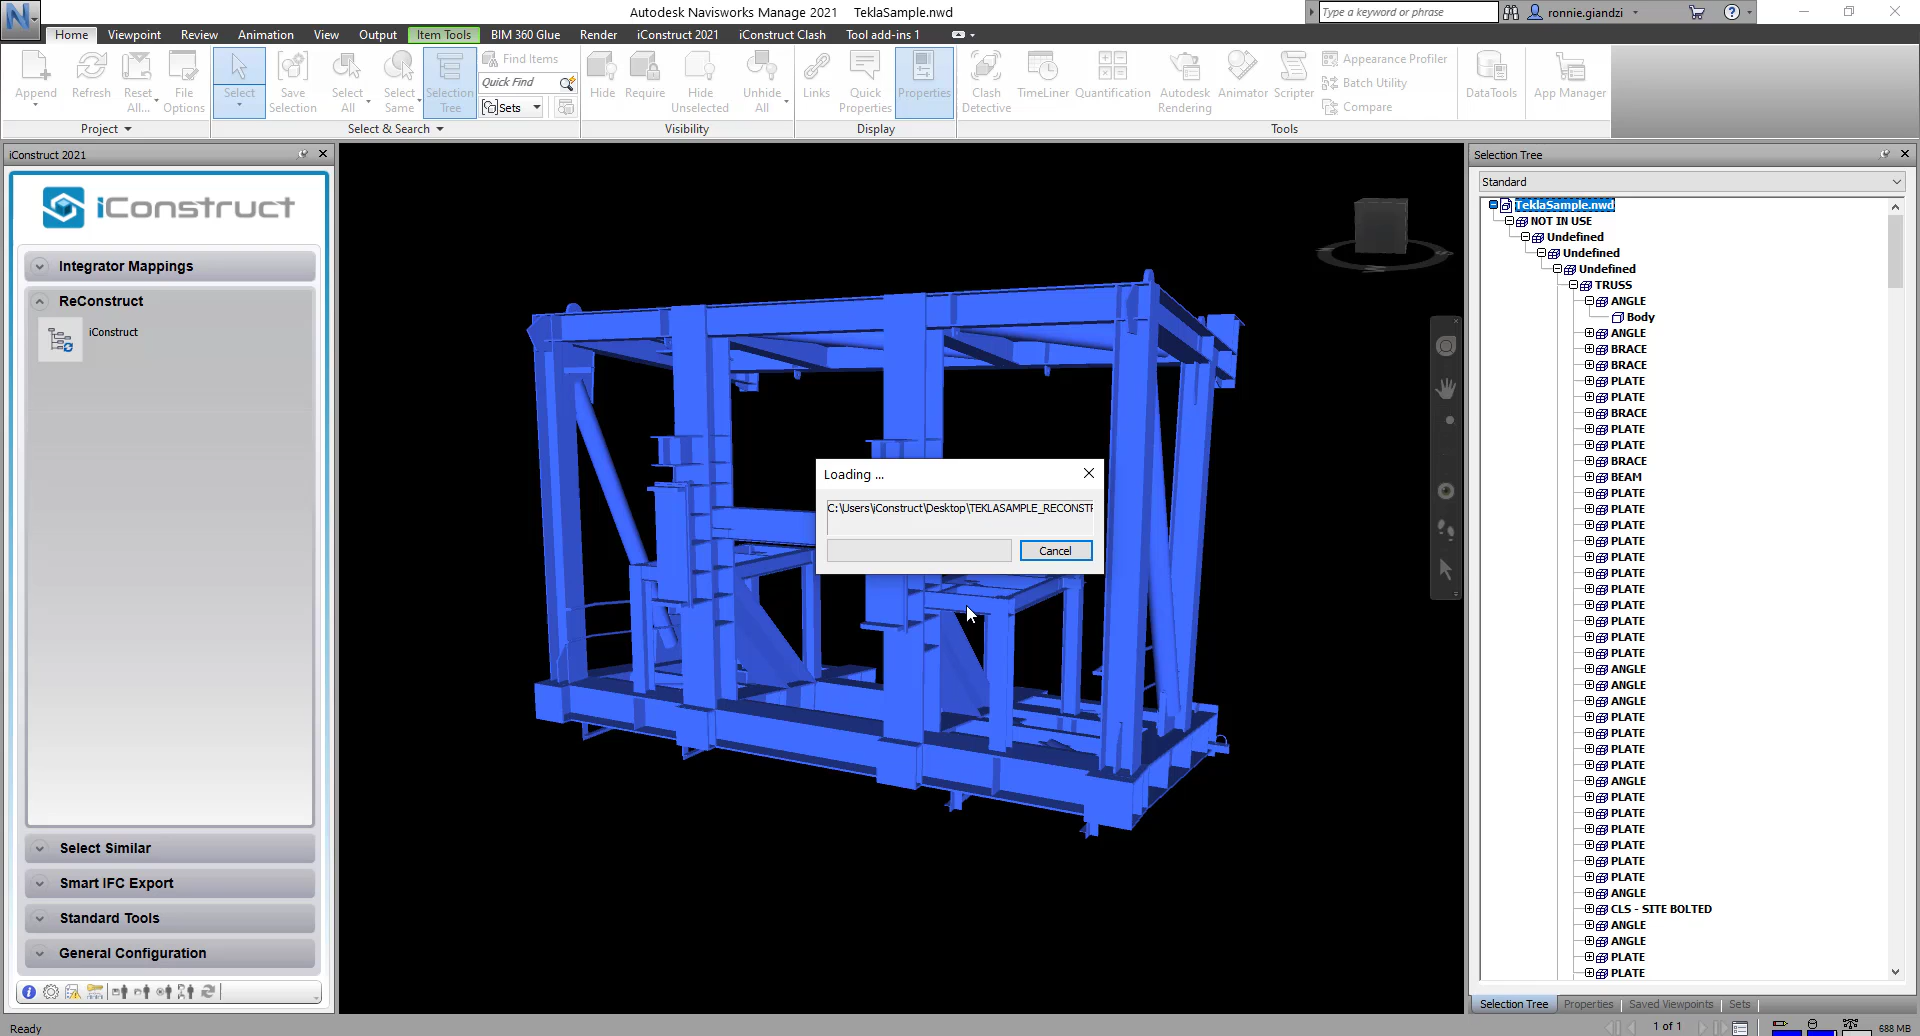 Autodesk Navisworks Manage 2021 TeklaSample.nwd
Type a keyword or phrase
ronnie.giandzi
Home Viewpoint Review Animation View Output Item Tools BIM 360 Glue Render iConstruct 2021 iConstruct Clash Tool add-ins 1
Append
Refresh
Reset All...
File Options
Select
Save Selection
Select All
Select Same
Selection Tree
Find Items
Quick Find
Sets
Hide
Require
Hide Unselected
Unhide All
Links
Quick Properties
Properties
Clash Detective
TimeLiner
Quantification
Autodesk Rendering
Animator
Scripter
Appearance Profiler
Batch Utility
Compare
DataTools
App Manager
Project
Select & Search
Visibility
Display
Tools
iConstruct 2021
iConstruct
Integrator Mappings
ReConstruct
iConstruct
Select Similar
Smart IFC Export
Standard Tools
General Configuration
Loading ...
C:\Users\iConstruct\Desktop\TEKLASAMPLE_RECONSTR
Cancel
Selection Tree
Standard
TeklaSample.nwd
NOT IN USE
Undefined
Undefined
Undefined
TRUSS
ANGLE
Body
ANGLE
BRACE
BRACE
PLATE
PLATE
BRACE
PLATE
PLATE
BRACE
BEAM
PLATE
PLATE
PLATE
PLATE
PLATE
PLATE
PLATE
PLATE
PLATE
PLATE
PLATE
ANGLE
ANGLE
ANGLE
PLATE
PLATE
PLATE
PLATE
ANGLE
PLATE
PLATE
PLATE
PLATE
PLATE
PLATE
ANGLE
CLS - SITE BOLTED
ANGLE
ANGLE
PLATE
PLATE
Selection Tree Properties Saved Viewpoints Sets
Ready
1 of 1
688 MB